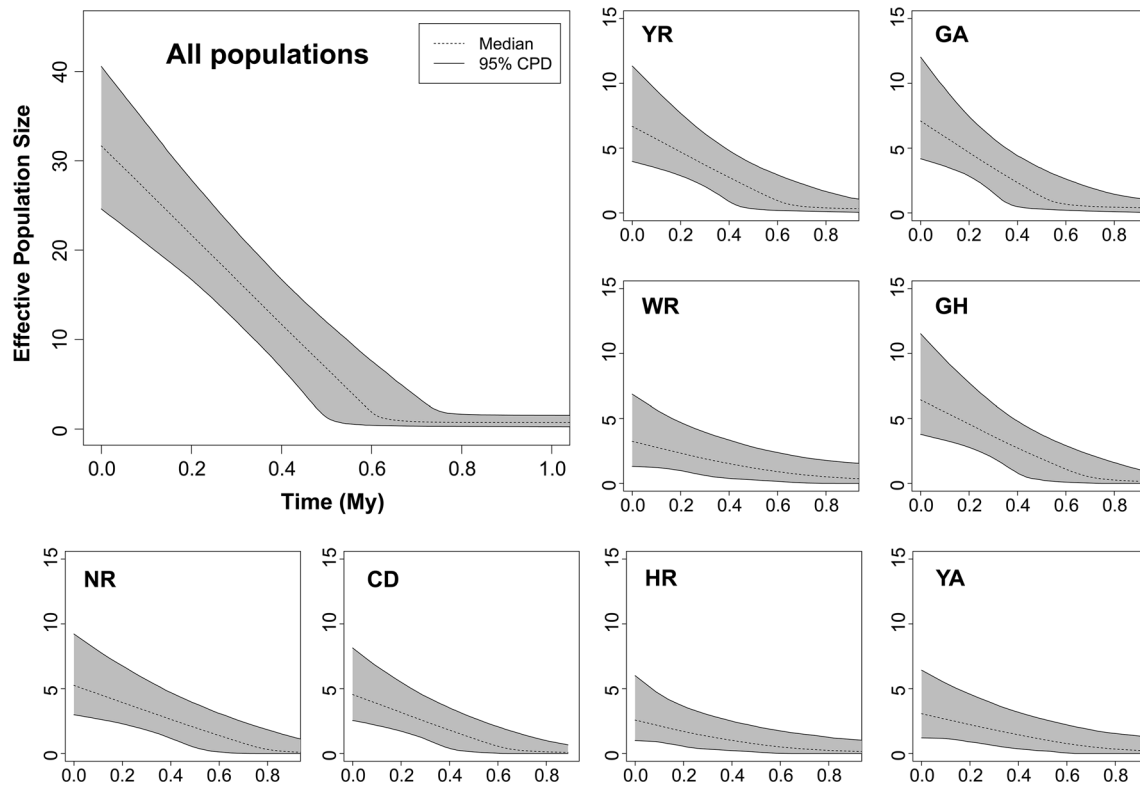 All populations
Median
95% CPD
Effective Population Size
0
10
20
30
40
0.0 0.2 0.4 0.6 0.8 1.0
Time (My)
YR
0 5 10 15
0.0 0.2 0.4 0.6 0.8
GA
0 5 10 15
0.0 0.2 0.4 0.6 0.8
WR
0 5 10 15
0.0 0.2 0.4 0.6 0.8
GH
0 5 10 15
0.0 0.2 0.4 0.6 0.8
NR
0 5 10 15
0.0 0.2 0.4 0.6 0.8
CD
0 5 10 15
0.0 0.2 0.4 0.6 0.8
HR
0 5 10 15
0.0 0.2 0.4 0.6 0.8
YA
0 5 10 15
0.0 0.2 0.4 0.6 0.8